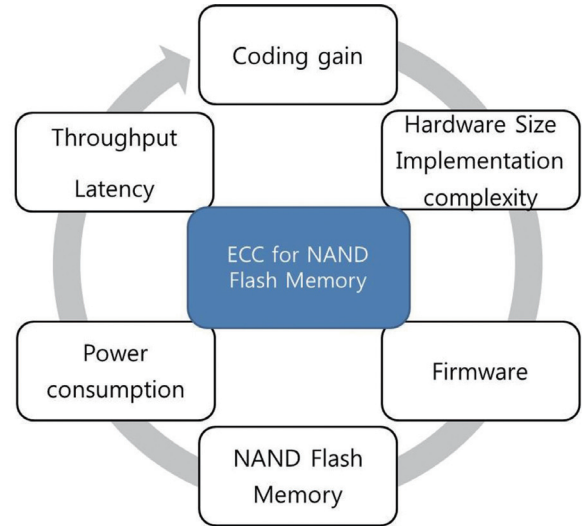 Coding gain
Hardware Size
Implementation
complexity
Throughput
Latency
ECC for NAND
Flash Memory
Power
consumption
Firmware
NAND Flash
Memory